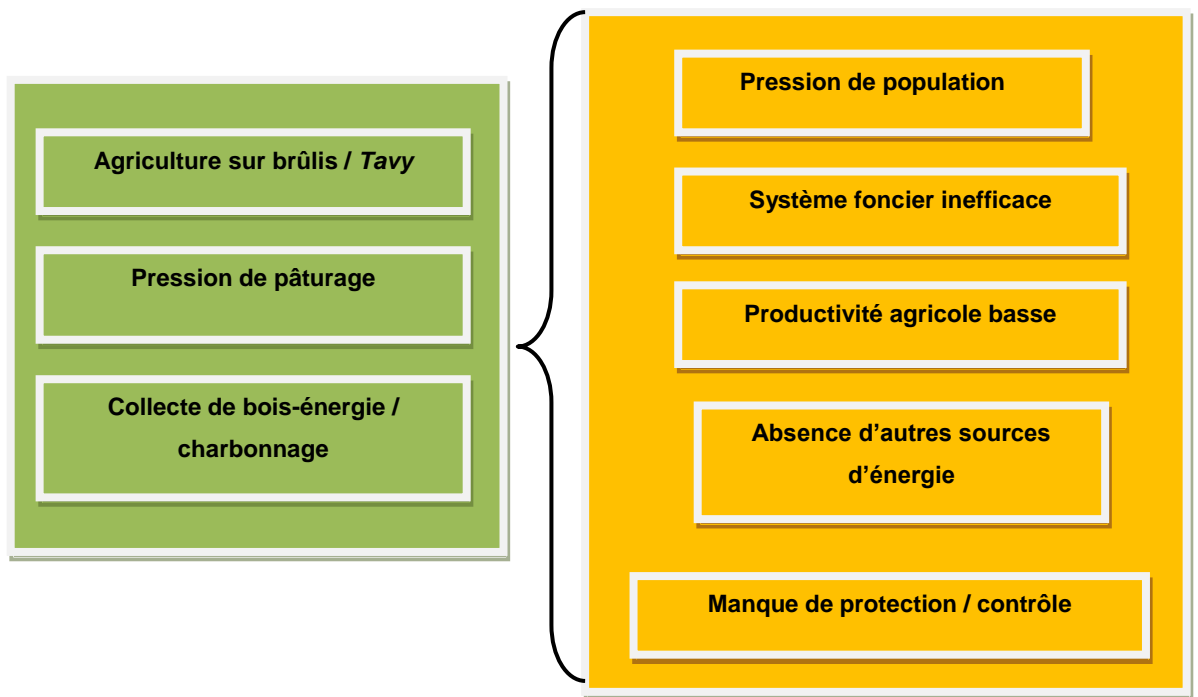 Agriculture sur brûlis / Tavy
Pression de pâturage
Collecte de bois-énergie /
charbonnage
Pression de population
Système foncier inefficace
Productivité agricole basse
Absence d’autres sources
d’énergie
Manque de protection / contrôle